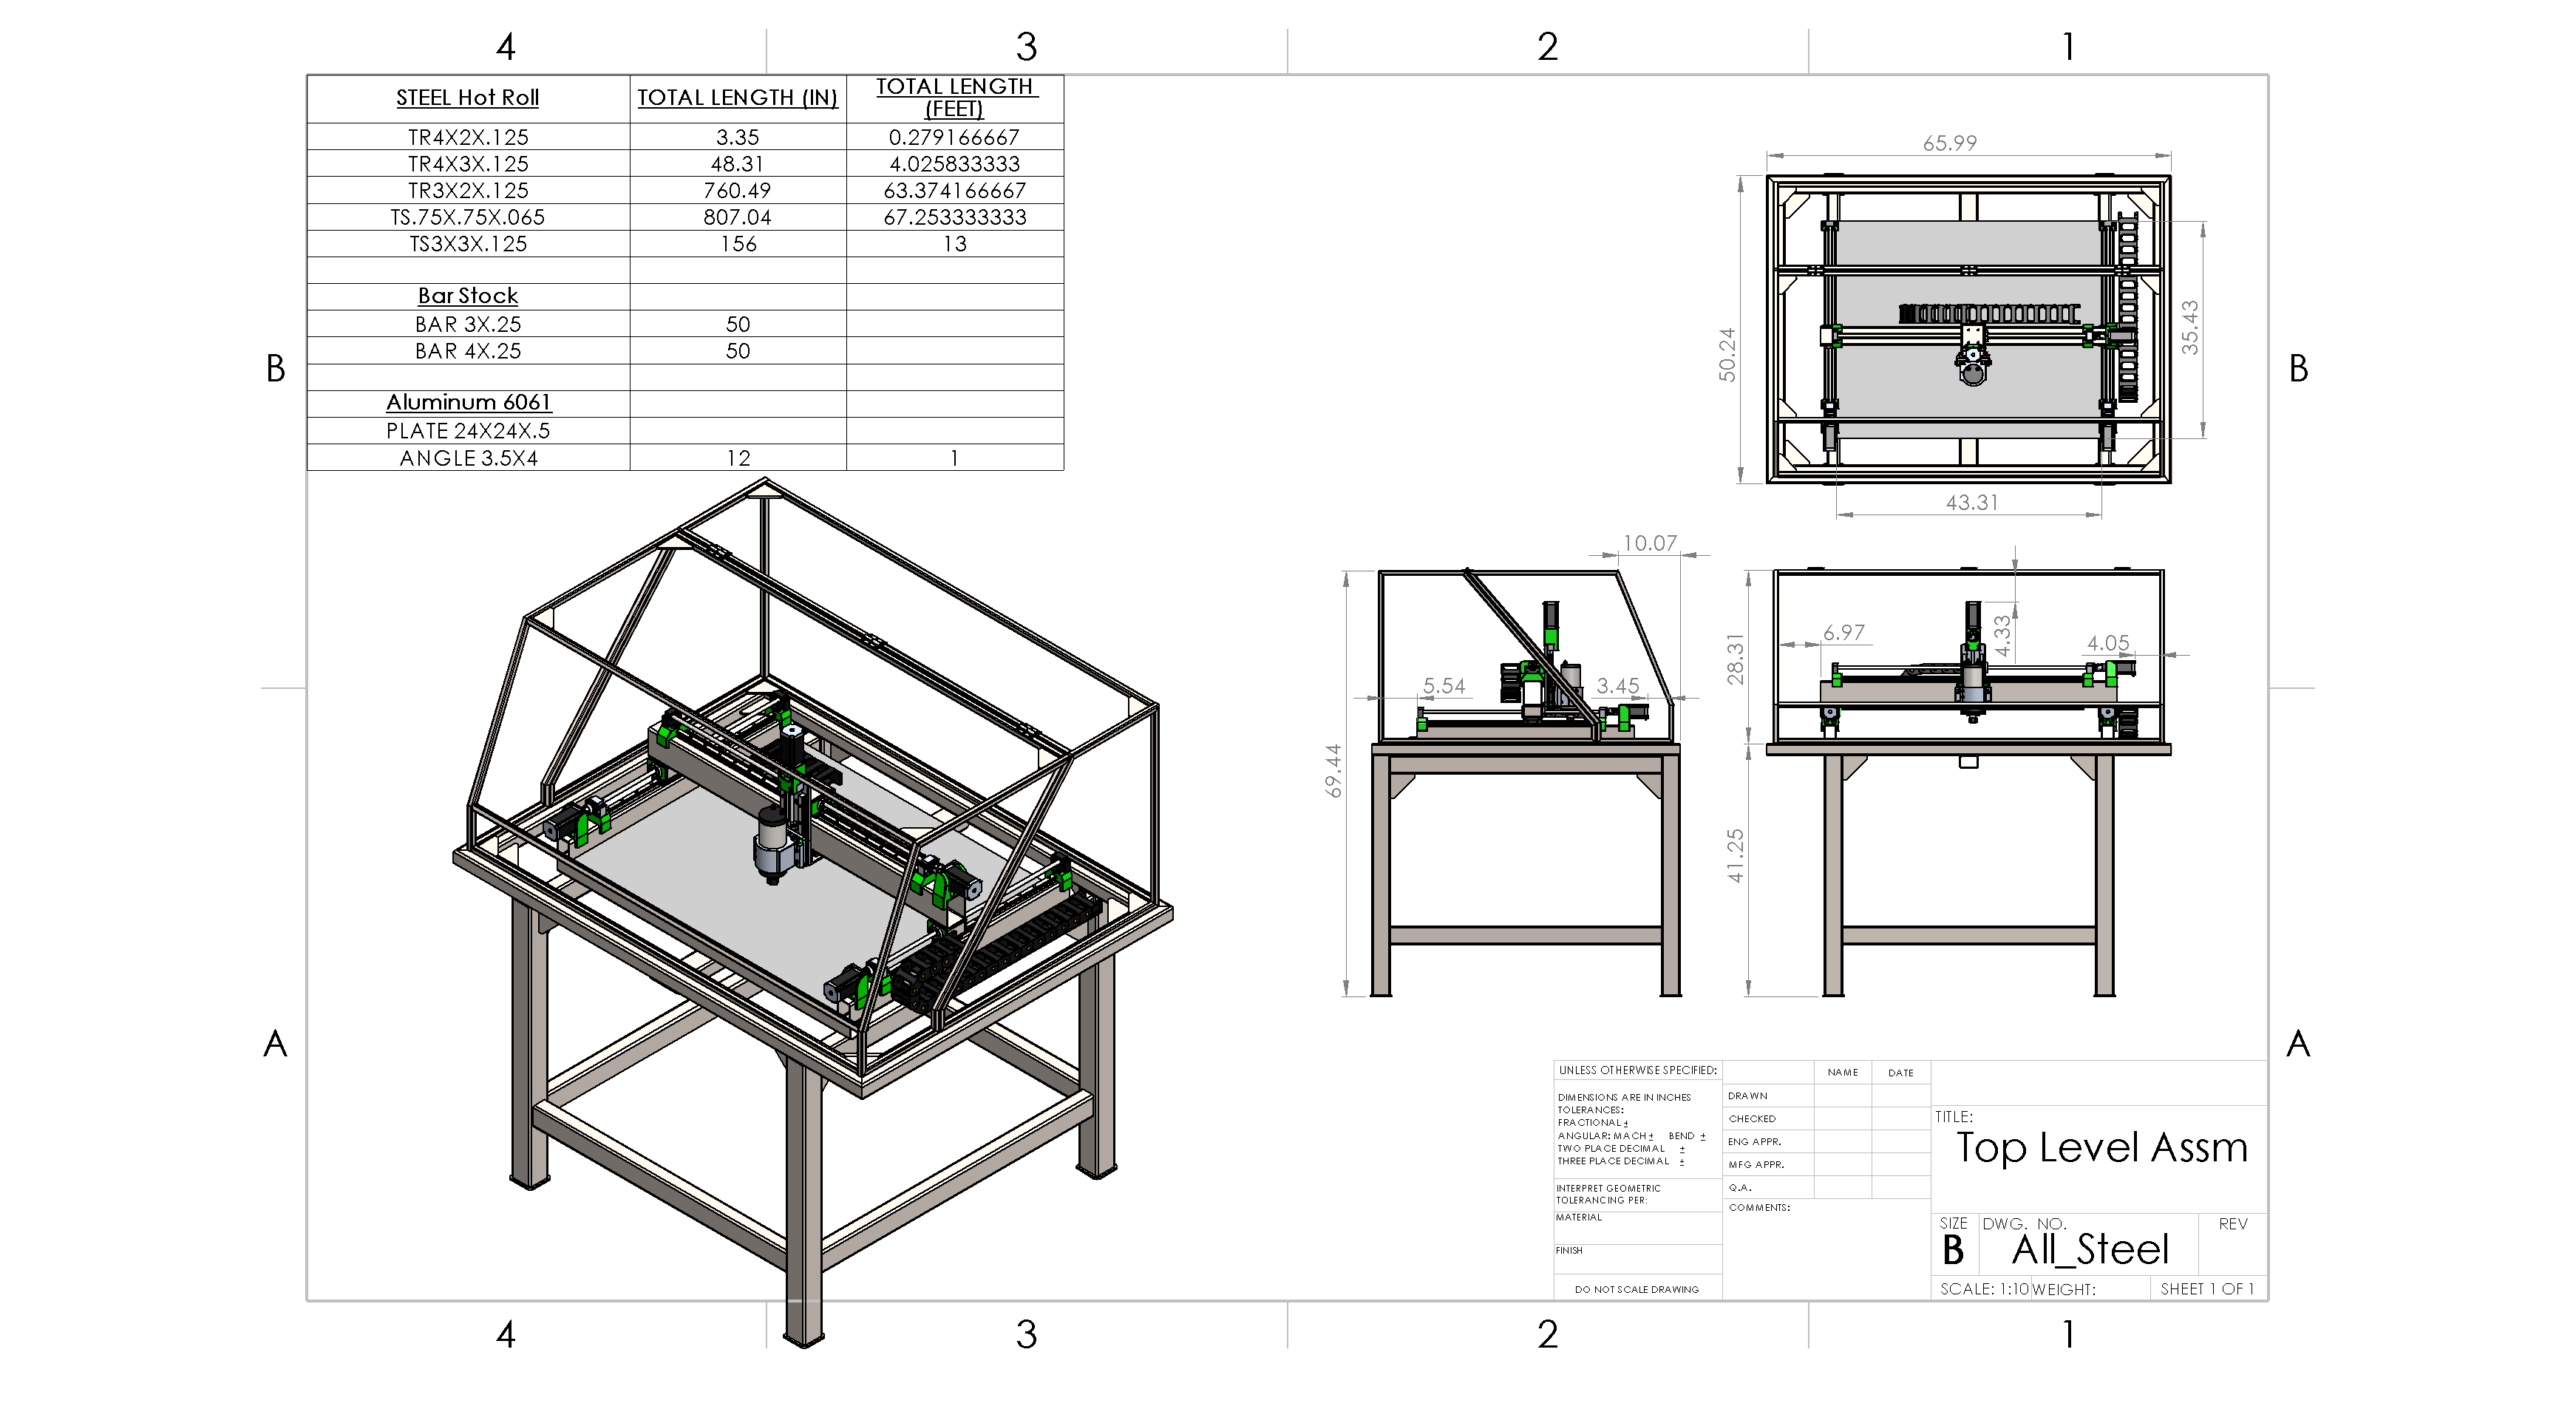 4 3 2 1
STEEL Hot Roll TOTAL LENGTH (IN) TOTAL LENGTH (FEET)
TR4X2X.125 3.35 0.279166667
TR4X3X.125 48.31 4.025833333
TR3X2X.125 760.49 63.374166667
TS.75X.75X.065 807.04 67.253333333
TS3X3X.125 156 13
Bar Stock
BAR 3X.25 50
BAR 4X.25 50
Aluminum 6061
PLATE 24X24X.5
ANGLE 3.5X4 12 1
B
B
65.99
50.24
35.43
43.31
10.07
5.54
3.45
69.44
6.97
4.33
4.05
28.31
41.25
A
A
UNLESS OTHERWISE SPECIFIED:
DIMENSIONS ARE IN INCHES
TOLERANCES:
FRACTIONAL ±
ANGULAR: MACH ± BEND ±
TWO PLACE DECIMAL ±
THREE PLACE DECIMAL ±
INTERPRET GEOMETRIC
TOLERANCING PER:
MATERIAL
FINISH
DO NOT SCALE DRAWING
NAME DATE
DRAWN
CHECKED
ENG APPR.
MFG APPR.
Q.A.
COMMENTS:
TITLE:
Top Level Assm
SIZE DWG. NO. REV
B All_Steel
SCALE: 1:10 WEIGHT: SHEET 1 OF 1
4 3 2 1